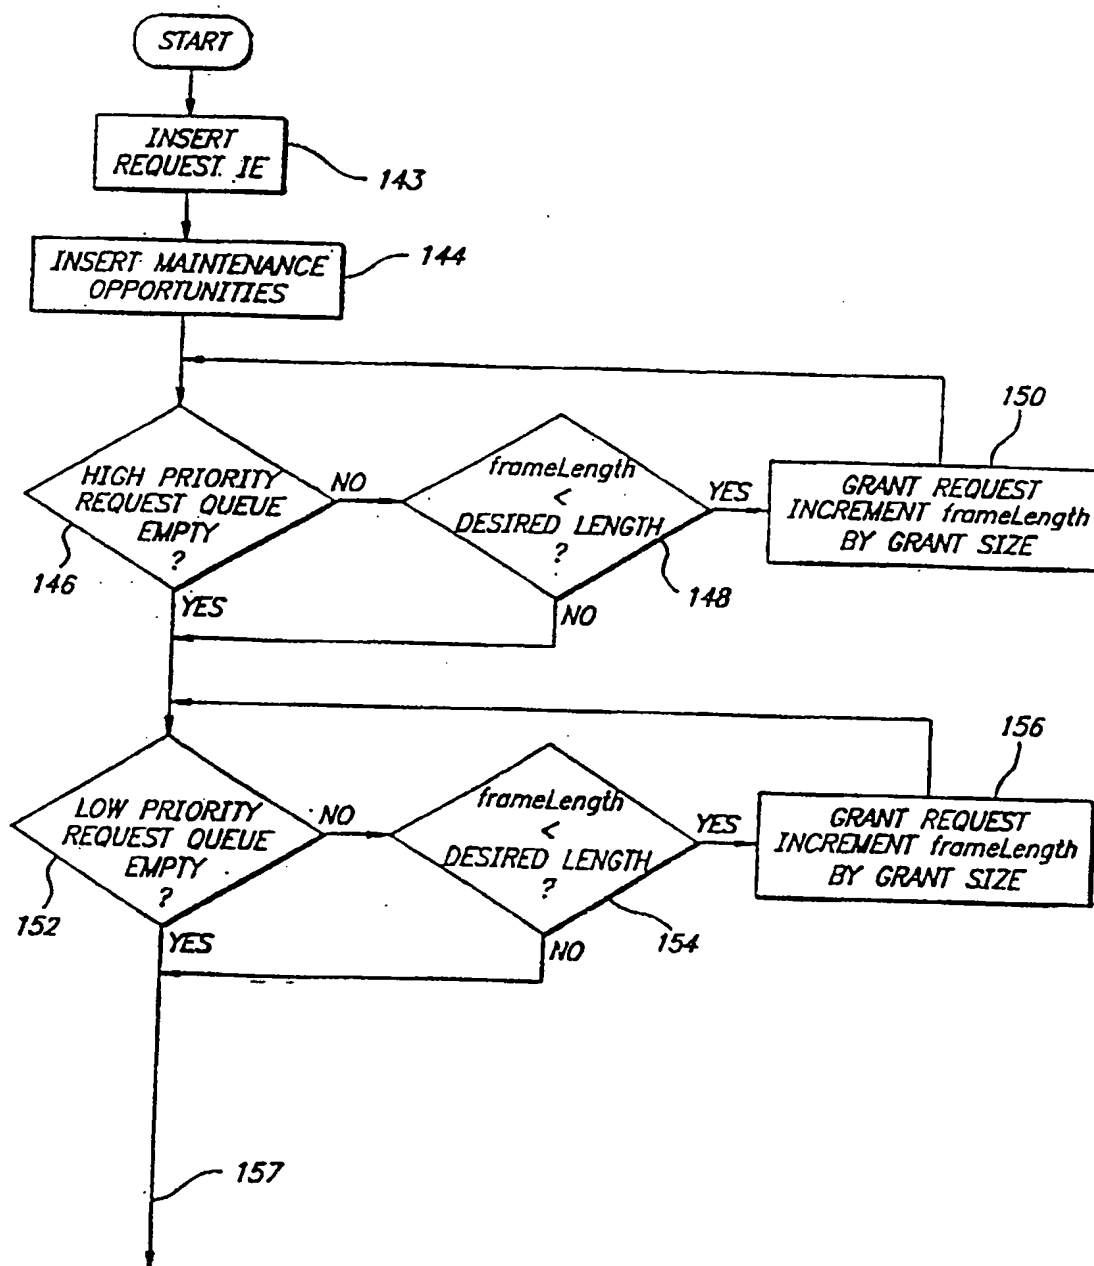 START
INSERT
REQUEST IE
143
INSERT MAINTENANCE
OPPORTUNITIES
144
HIGH PRIORITY
REQUEST QUEUE
EMPTY
?
146
NO
YES
frameLength
<
DESIRED LENGTH
?
148
YES
NO
150
GRANT REQUEST
INCREMENT frameLength
BY GRANT SIZE
LOW PRIORITY
REQUEST QUEUE
EMPTY
?
152
NO
YES
frameLength
<
DESIRED LENGTH
?
154
YES
NO
156
GRANT REQUEST
INCREMENT frameLength
BY GRANT SIZE
157